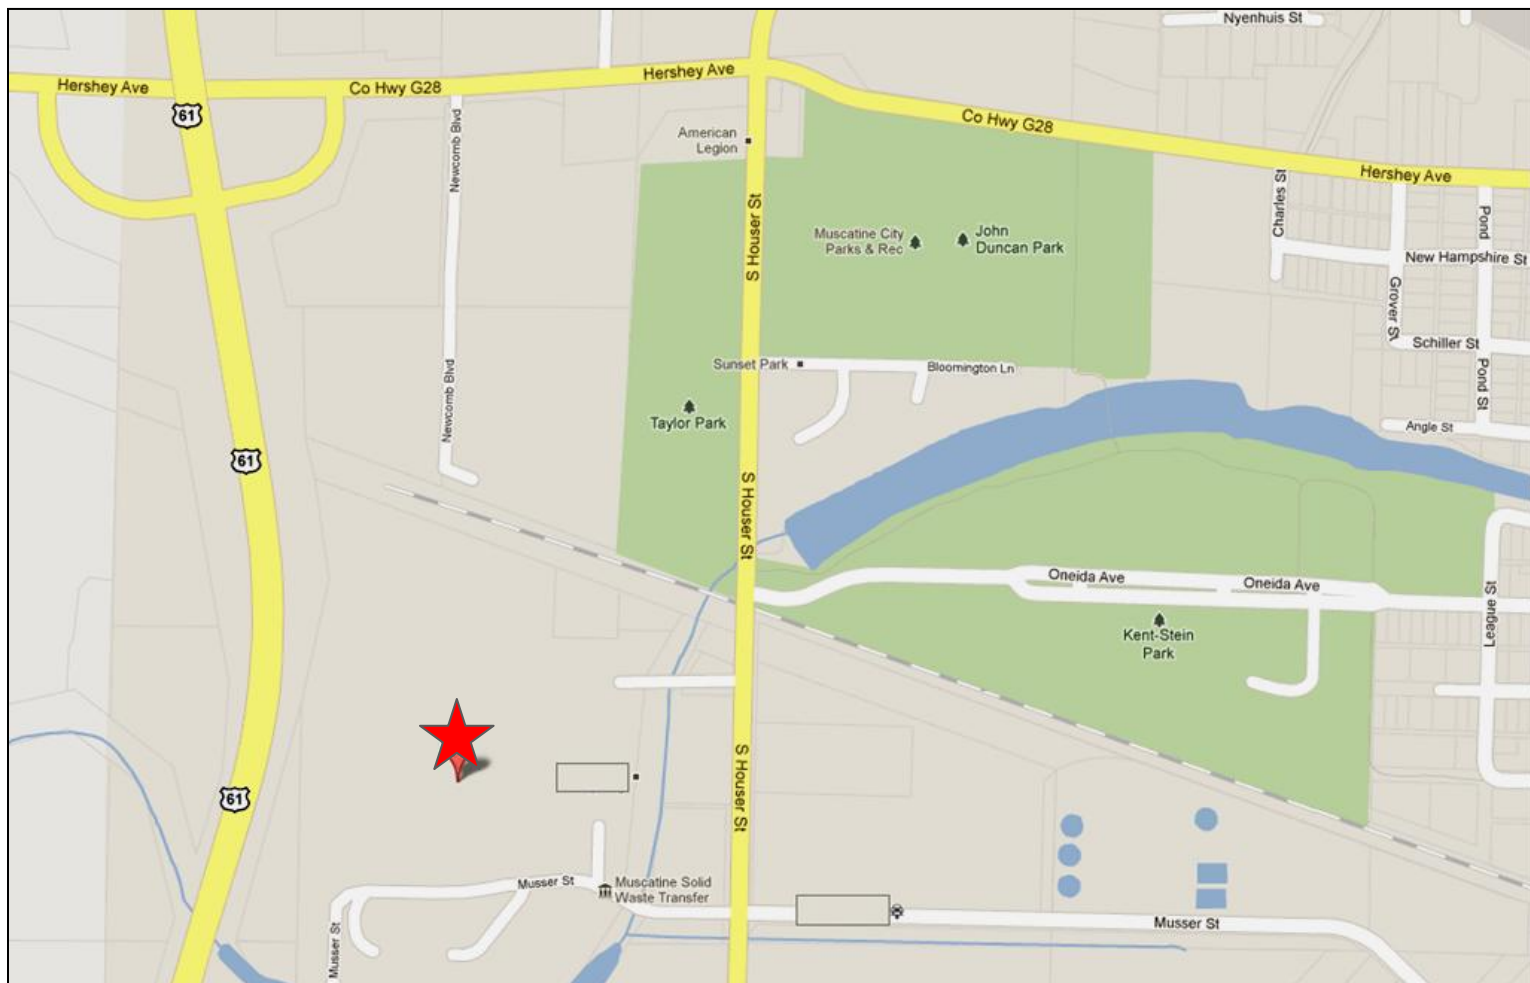 Nyenhuis St
Hershey Ave
Co Hwy G28
Hershey Ave
61
American
Legion
Co Hwy G28
Hershey Ave
Newcomb Blvd
S Houser St
Muscatine City
Parks & Rec
John
Duncan Park
Charles St
Pond
New Hampshire St
Grover St
Schiller St
Sunset Park
Bloomington Ln
Newcomb Blvd
Pond St
Taylor Park
Angle St
61
S Houser St
Oneida Ave
Oneida Ave
League St
Kent-Stein
Park
61
S Houser St
Musser St
Muscatine Solid
Waste Transfer
Musser St
Musser St